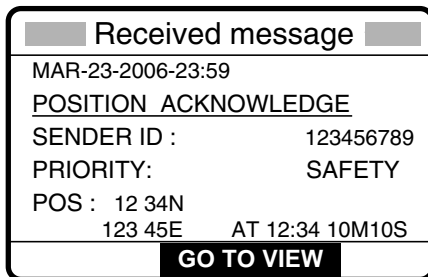 Received message
MAR-23-2006-23:59
POSITION ACKNOWLEDGE
SENDER ID : 123456789
PRIORITY: SAFETY
POS : 12 34N
123 45E AT 12:34 10M10S
GO TO VIEW